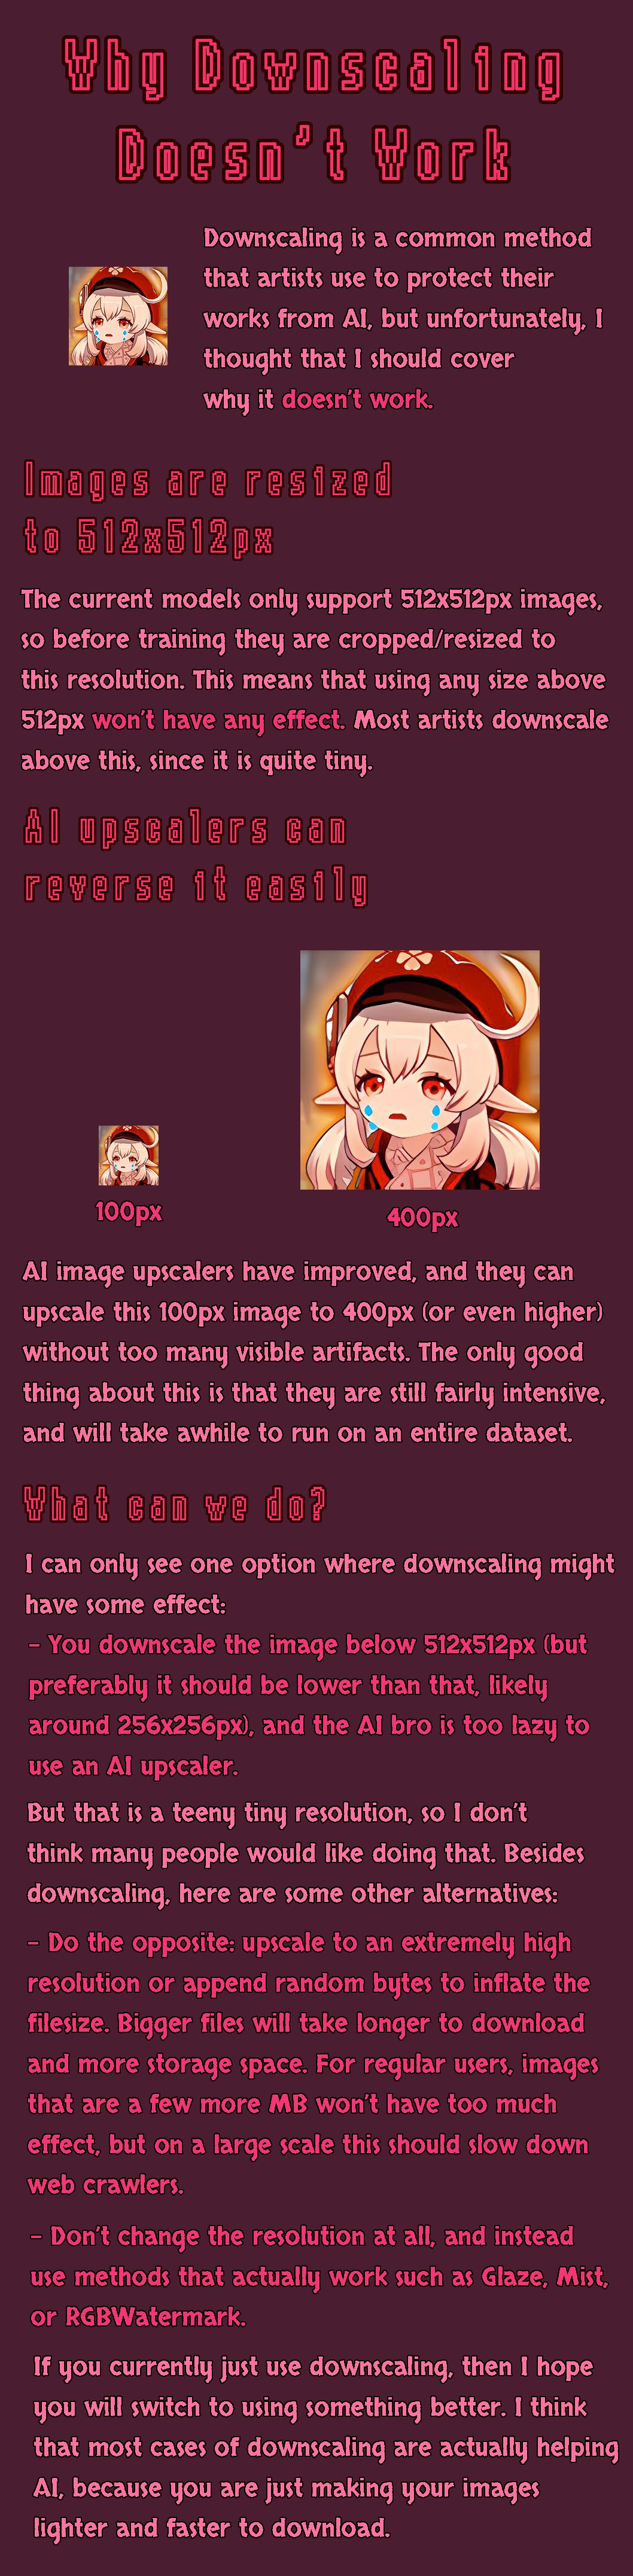 Why Downscaling
Doesn't Work
Downscaling is a common method
that artists use to protect their
works from AI, but unfortunately, I
thought that I should cover
why it doesn't work.
Images are resized
to 512x512px
The current models only support 512x512px images,
so before training they are cropped/resized to
this resolution. This means that using any size above
512px won't have any effect. Most artists downscale
above this, since it is quite tiny.
AI upscalers can
reverse it easily
100px
400px
AI image upscalers have improved, and they can
upscale this 100px image to 400px (or even higher)
without too many visible artifacts. The only good
thing about this is that they are still fairly intensive,
and will take awhile to run on an entire dataset.
What can we do?
I can only see one option where downscaling might
have some effect:
- You downscale the image below 512x512px (but
preferably it should be lower than that, likely
around 256x256px), and the AI bro is too lazy to
use an AI upscaler.
But that is a teeny tiny resolution, so I don't
think many people would like doing that. Besides
downscaling, here are some other alternatives:
- Do the opposite: upscale to an extremely high
resolution or append random bytes to inflate the
filesize. Bigger files will take longer to download
and more storage space. For regular users, images
that are a few more MB won't have too much
effect, but on a large scale this should slow down
web crawlers.
- Don't change the resolution at all, and instead
use methods that actually work such as Glaze, Mist,
or RGBWatermark.
If you currently just use downscaling, then I hope
you will switch to using something better. I think
that most cases of downscaling are actually helping
AI, because you are just making your images
lighter and faster to download.